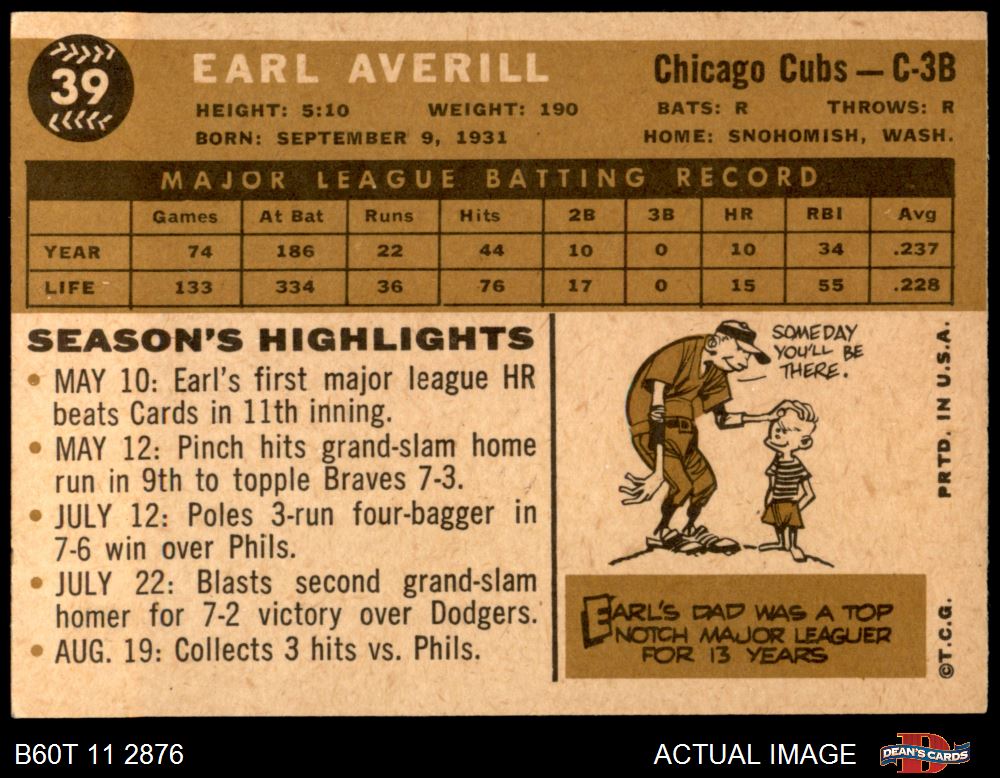 39
EARL AVERILL
Chicago Cubs — C-3B
HEIGHT: 5:10 WEIGHT: 190 BATS: R THROWS: R
BORN: SEPTEMBER 9, 1931 HOME: SNOHOMISH, WASH.
MAJOR LEAGUE BATTING RECORD
Games At Bat Runs Hits 2B 3B HR RBI Avg
YEAR 74 186 22 44 10 0 10 34 .237
LIFE 133 334 36 76 17 0 15 55 .228
SEASON'S HIGHLIGHTS
• MAY 10: Earl's first major league HR
beats Cards in 11th inning.
• MAY 12: Pinch hits grand-slam home
run in 9th to topple Braves 7-3.
• JULY 12: Poles 3-run four-bagger in
7-6 win over Phils.
• JULY 22: Blasts second grand-slam
homer for 7-2 victory over Dodgers.
• AUG. 19: Collects 3 hits vs. Phils.
SOMEDAY
YOU'LL BE
THERE.
EARL'S DAD WAS A TOP
NOTCH MAJOR LEAGUER
FOR 13 YEARS
©T.C.G. PRTD. IN U.S.A.
B60T 11 2876
ACTUAL IMAGE
DEAN'S CARDS